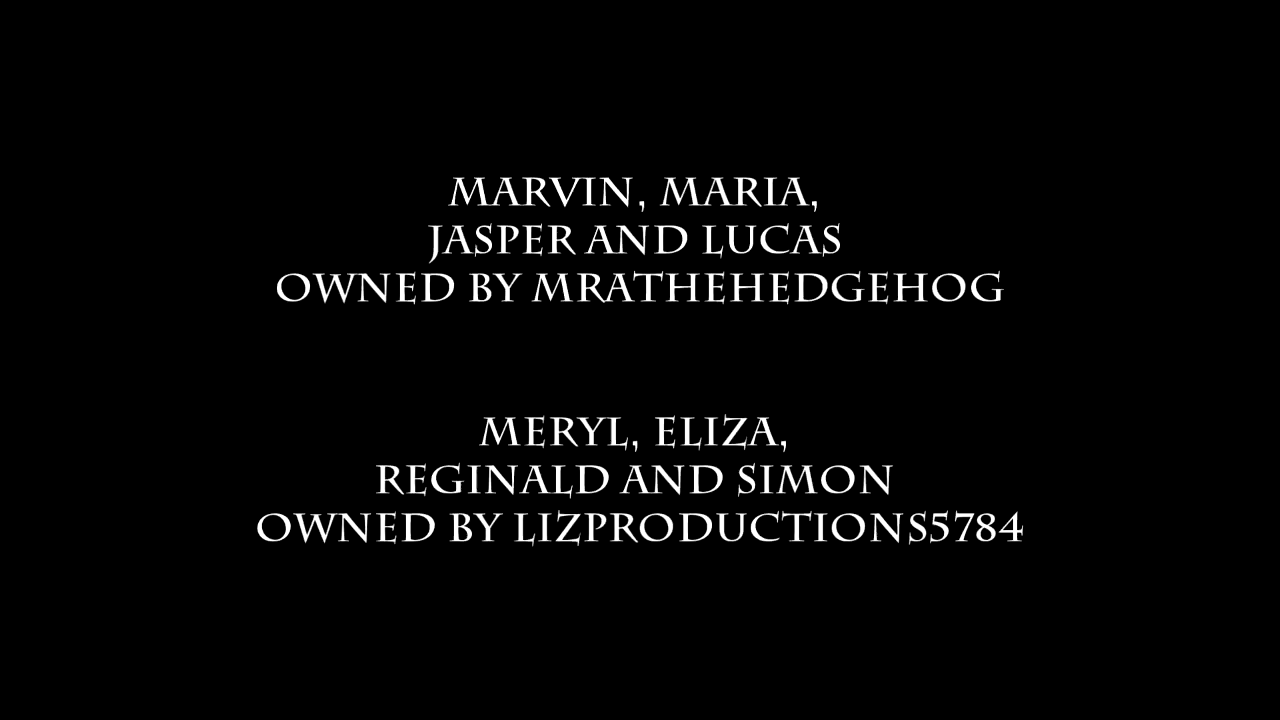 MARVIN, MARIA,
JASPER AND LUCAS
OWNED BY MRATHEHEDGEHOG
MERYL, ELIZA,
REGINALD AND SIMON
OWNED BY LIZPRODUCTIONS5784